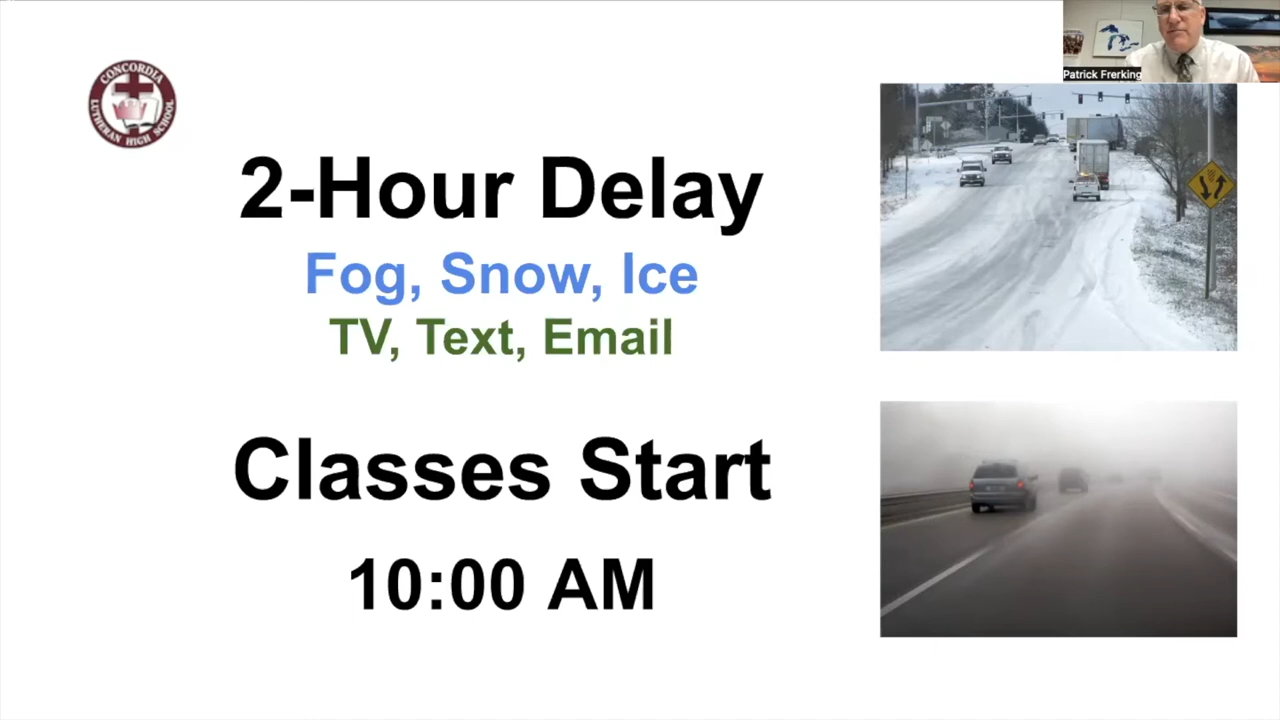 Patrick Frerking
CONCORDIA
LUTHERAN HIGH SCHOOL
2-Hour Delay
Fog, Snow, Ice
TV, Text, Email
Classes Start
10:00 AM